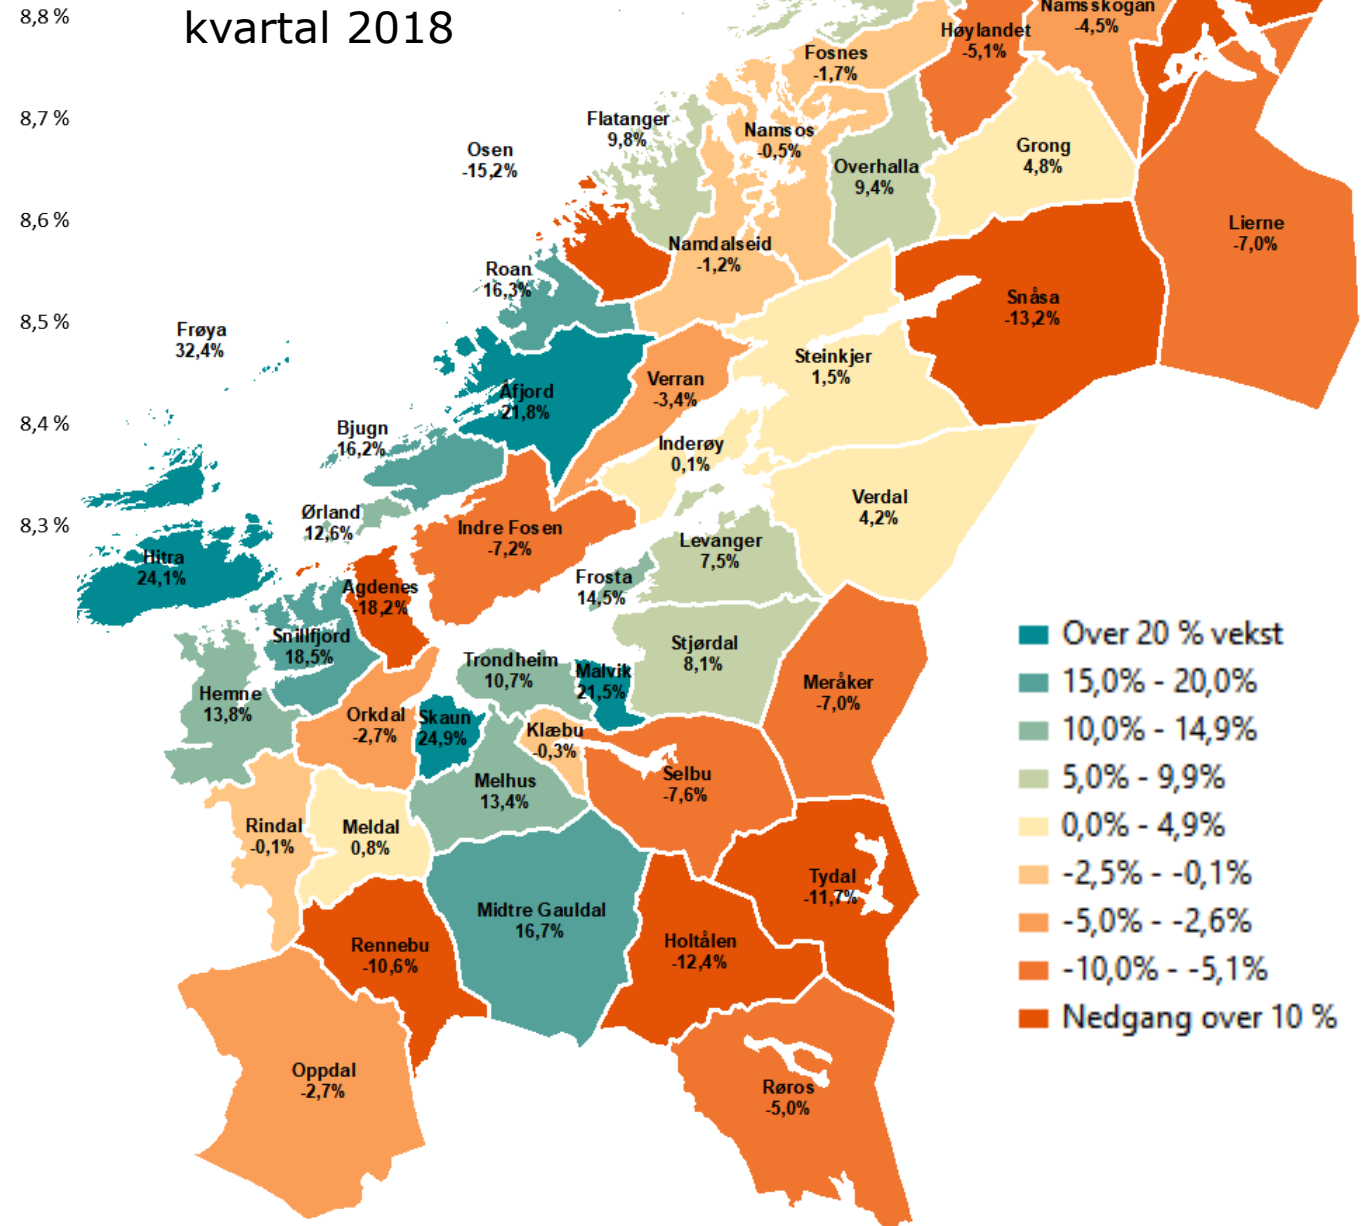 8,8 %
kvartal 2018
Namsskogan
-4,5%
Høylandet
-5,1%
Fosnes
-1,7%
8,7 %
Flatanger
9,8%
Namsos
-0,5%
Osen
-15,2%
Overhalla
9,4%
Grong
4,8%
8,6 %
Lierne
-7,0%
Namdalseid
-1,2%
Roan
16,3%
Snåsa
-13,2%
8,5 %
Frøya
32,4%
Steinkjer
1,5%
Verran
-3,4%
Åfjord
21,8%
8,4 %
Bjugn
16,2%
Inderøy
0,1%
Verdal
4,2%
8,3 %
Ørland
12,6%
Indre Fosen
-7,2%
Levanger
7,5%
Hitra
24,1%
Frosta
14,5%
Agdenes
-18,2%
Snillfjord
18,5%
Stjørdal
8,1%
Trondheim
10,7%
Malvik
21,5%
Meråker
-7,0%
Hemne
13,8%
Orkdal
-2,7%
Skaun
24,9%
Klæbu
-0,3%
Selbu
-7,6%
Melhus
13,4%
Rindal
-0,1%
Meldal
0,8%
Tydal
-11,7%
Midtre Gauldal
16,7%
Rennebu
-10,6%
Holtålen
-12,4%
Oppdal
-2,7%
Røros
-5,0%
Over 20 % vekst
15,0% - 20,0%
10,0% - 14,9%
5,0% - 9,9%
0,0% - 4,9%
-2,5% - -0,1%
-5,0% - -2,6%
-10,0% - -5,1%
Nedgang over 10 %